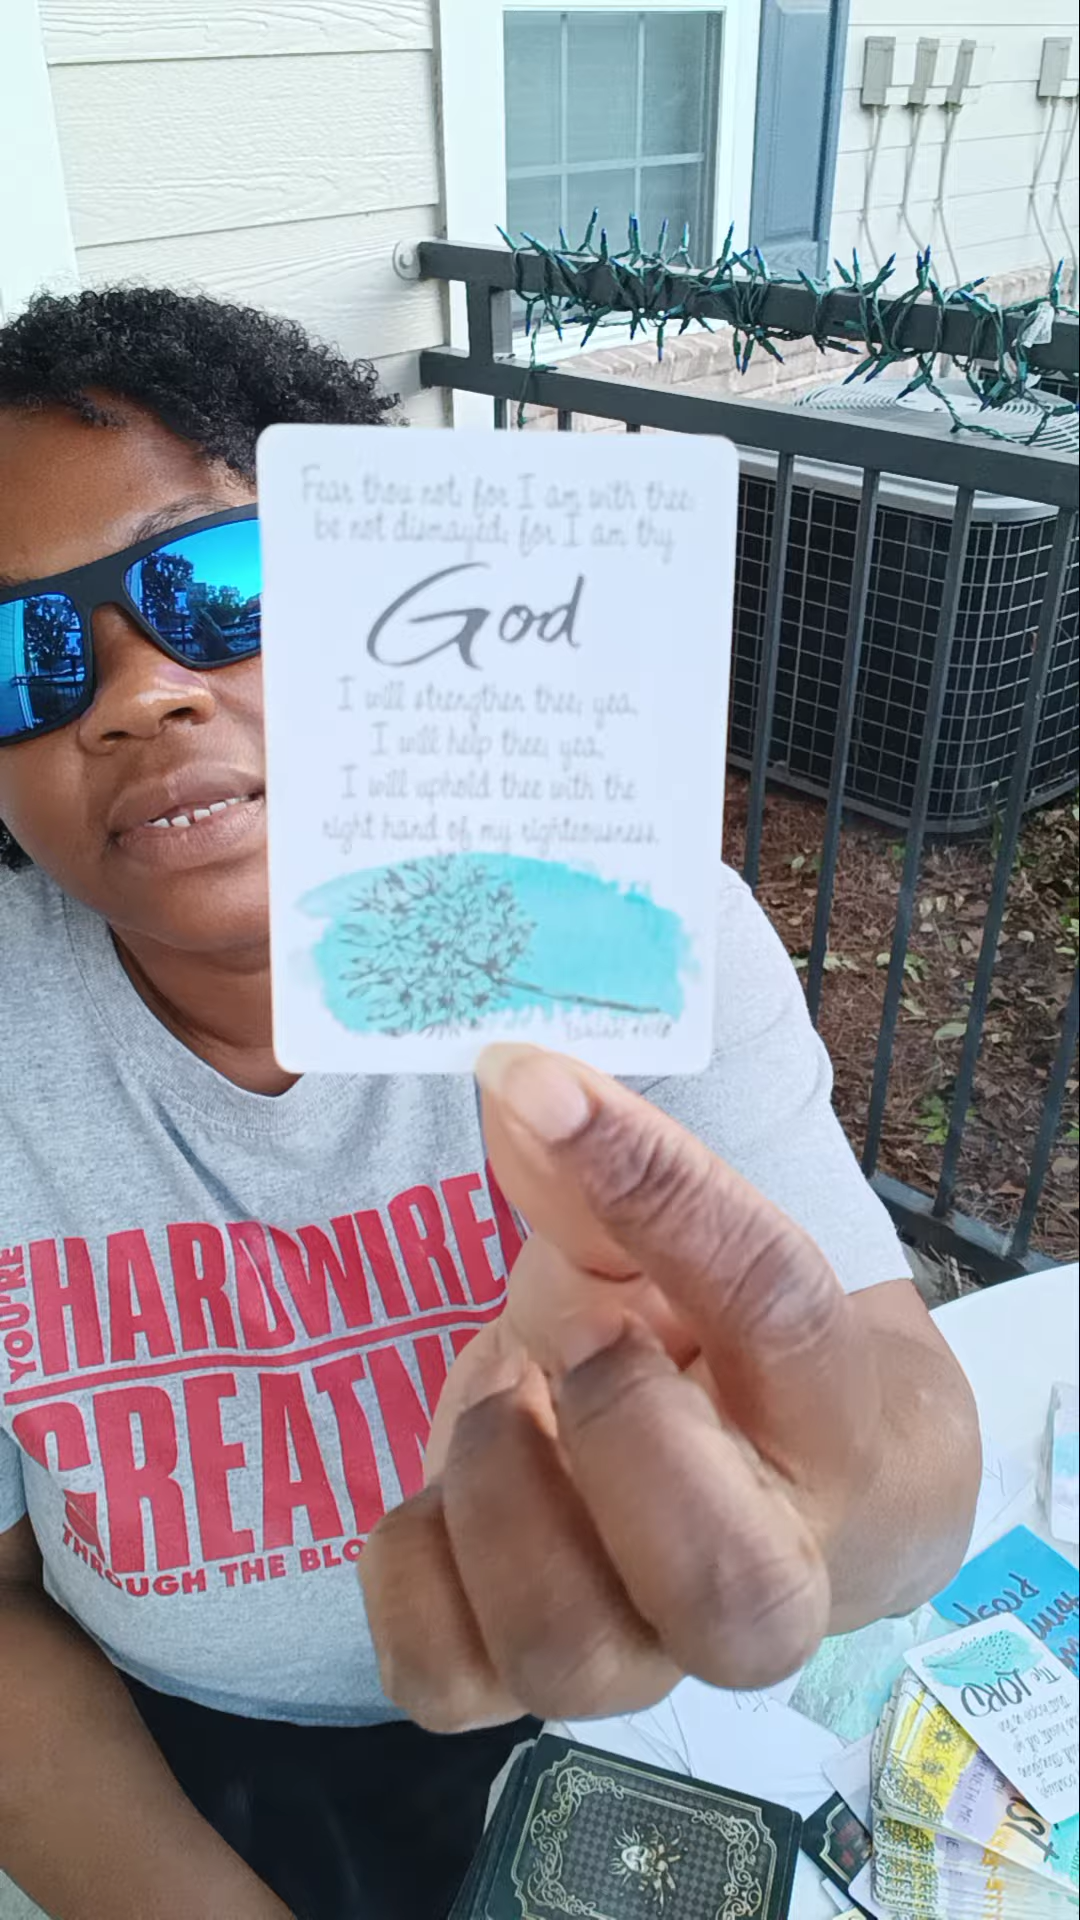 Fear thou not; for I am with thee:
be not dismayed; for I am thy
God
I will strengthen thee; yea,
I will help thee; yea,
I will uphold thee with the
right hand of my righteousness.
Isaiah
YOU'RE
HARDWIRE
GREATN
THROUGH THE BLO
The LORD